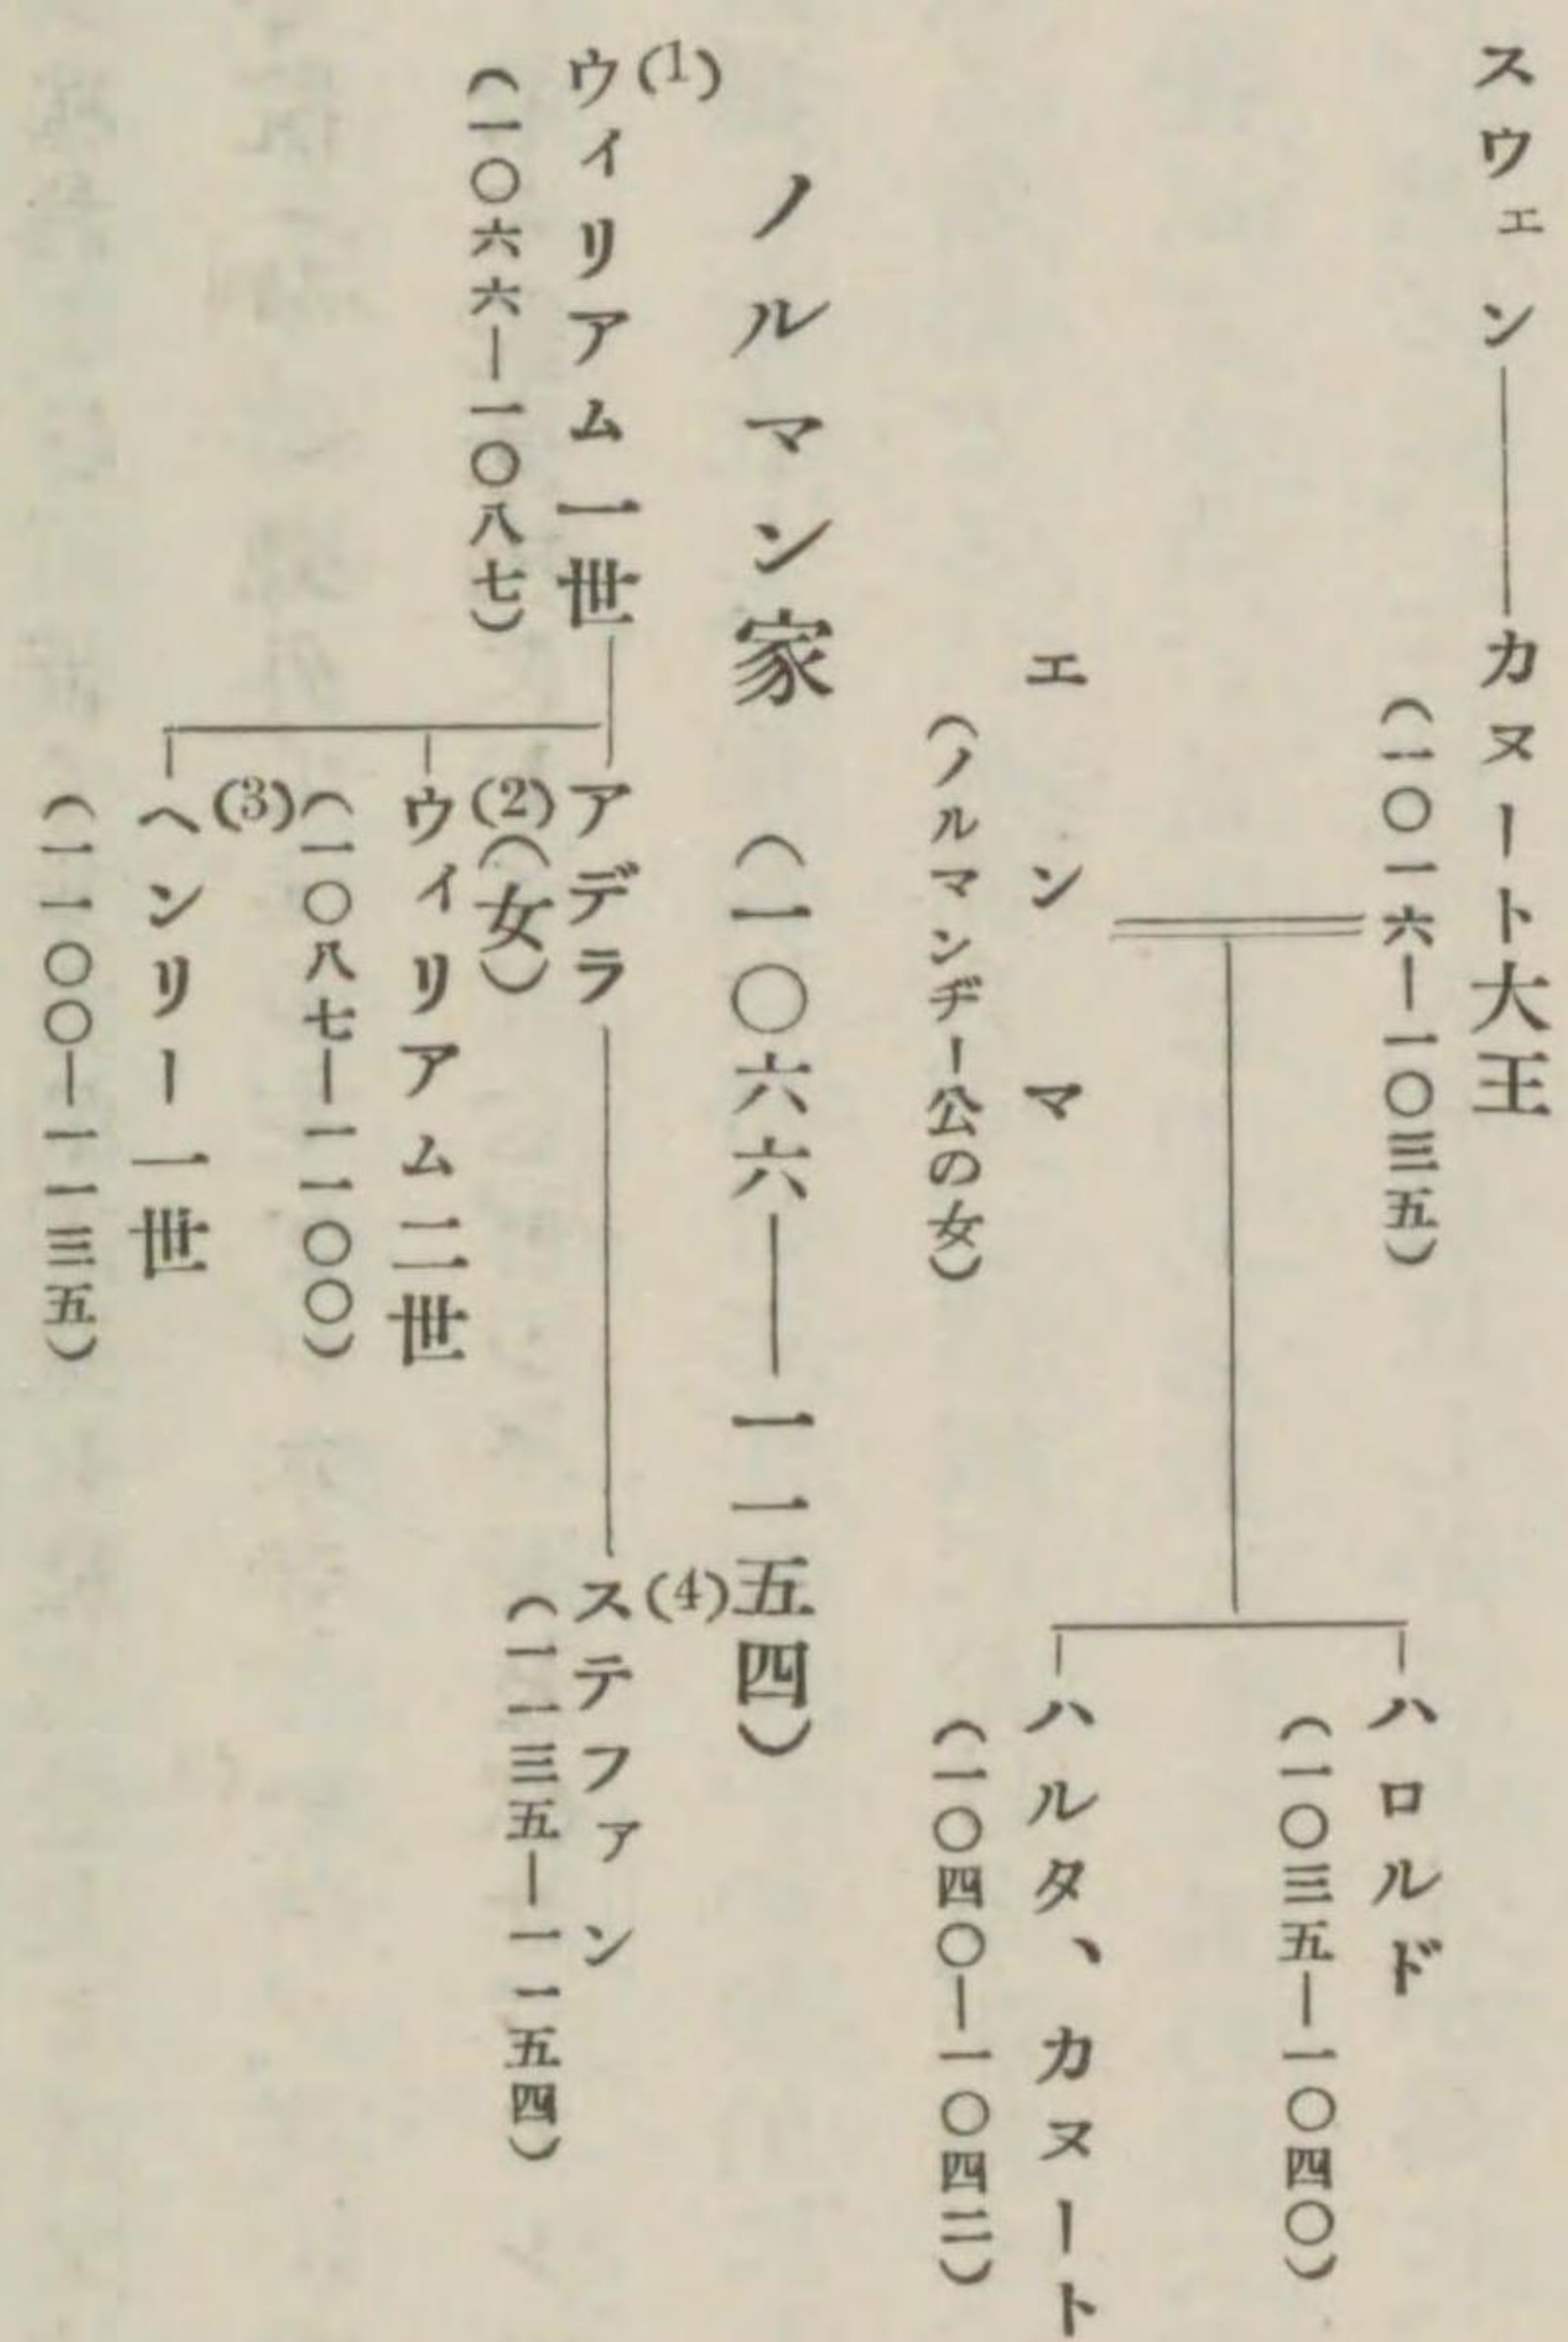 スウェン――カヌート大王
(一〇一六―一〇三五)
エンマ
(ノルマンヂー公の女)
ハロルド
(一〇三五―一〇四〇)
ハルタ、カヌート
(一〇四〇―一〇四二)
ノルマン家 (一〇六六――一一五四)
(1)
ウィリアム一世
(一〇六六―一〇八七)
アデラ
(女)
(4)
ステファン
(一一三五―一一五四)
(2)
ウィリアム二世
(一〇八七―一一〇〇)
(3)
ヘンリー一世
(一一〇〇―一一三五)